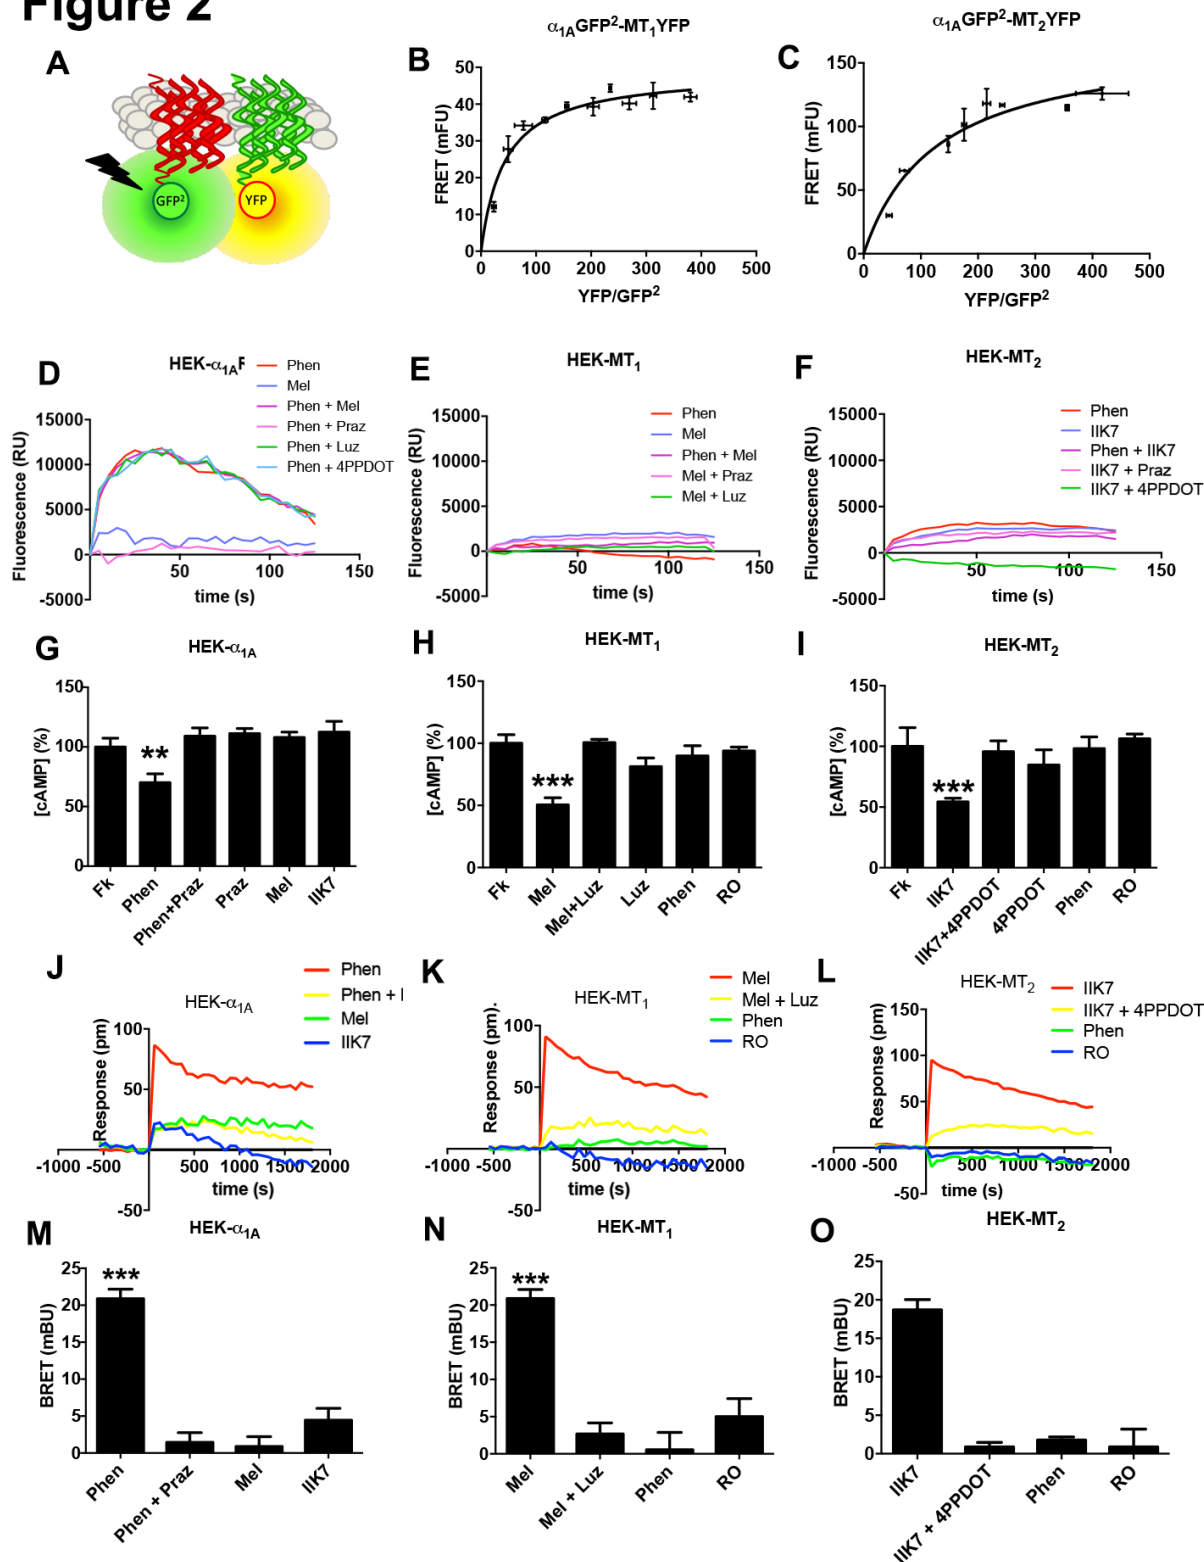 Figure 2
A
GFP²
YFP
B
α1AGFP²-MT1YFP
FRET (mFU)
50
40
30
20
10
0
0 100 200 300 400 500
YFP/GFP²
C
α1AGFP²-MT2YFP
FRET (mFU)
150
100
50
0
0 100 200 300 400 500
YFP/GFP²
D
HEK-α1A
Phen
Mel
Phen + Mel
Phen + Praz
Phen + Luz
Phen + 4PPDOT
Fluorescence (RU)
15000
10000
5000
0
-5000
50 100 150
time (s)
E
HEK-MT1
Phen
Mel
Phen + Mel
Mel + Praz
Mel + Luz
Fluorescence (RU)
15000
10000
5000
0
-5000
50 100 150
time (s)
F
HEK-MT2
Phen
IIK7
Phen + IIK7
IIK7 + Praz
IIK7 + 4PPDOT
Fluorescence (RU)
15000
10000
5000
0
-5000
50 100 150
time (s)
G
HEK-α1A
[cAMP] (%)
150
100
50
0
**
Fk Phen Phen+Praz Praz Mel IIK7
H
HEK-MT1
[cAMP] (%)
150
100
50
0
***
Fk Mel Mel+Luz Luz Phen RO
I
HEK-MT2
[cAMP] (%)
150
100
50
0
***
Fk IIK7 IIK7+4PPDOT 4PPDOT Phen RO
J
HEK-α1A
Phen
Phen +
Mel
IIK7
Response (pm)
100
50
-50
-1000 -500 500 1000 1500 2000
time (s)
K
HEK-MT1
Mel
Mel + Luz
Phen
RO
Response (pm).
100
50
-50
-1000 -500 500 1000 1500 2000
time (s)
L
HEK-MT2
IIK7
IIK7 + 4PPDOT
Phen
RO
Response (pm)
150
100
50
-50
-1000 -500 500 1000 1500 2000
time (s)
M
HEK-α1A
BRET (mBU)
25
20
15
10
5
0
***
Phen Phen + Praz Mel IIK7
N
HEK-MT1
BRET (mBU)
25
20
15
10
5
0
***
Mel Mel + Luz Phen RO
O
HEK-MT2
BRET (mBU)
25
20
15
10
5
0
IIK7 IIK7 + 4PPDOT Phen RO